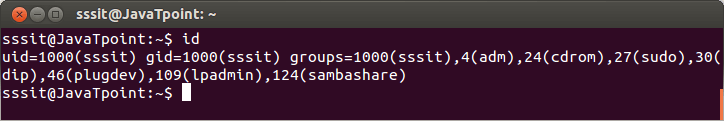 sssit@JavaTpoint: ~
sssit@JavaTpoint:~$ id
uid=1000(sssit) gid=1000(sssit) groups=1000(sssit),4(adm),24(cdrom),27(sudo),30(
dip),46(plugdev),109(lpadmin),124(sambashare)
sssit@JavaTpoint:~$